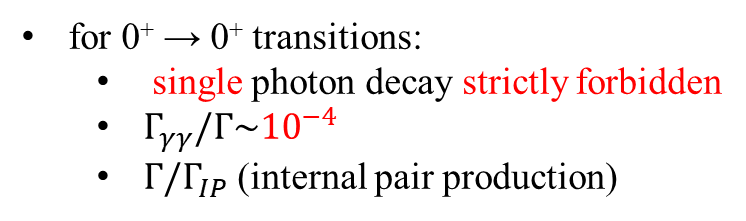 • for 0⁺ → 0⁺ transitions:
• single photon decay strictly forbidden
• Γ_γγ/Γ~10⁻⁴
• Γ/Γ_IP (internal pair production)